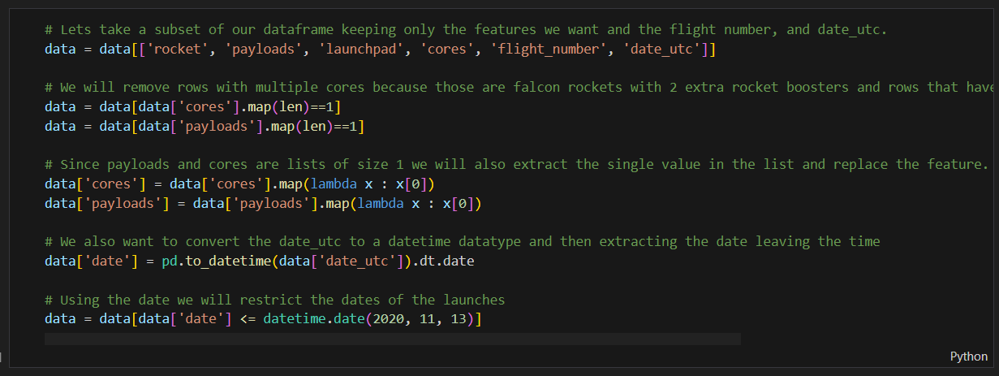 # Lets take a subset of our dataframe keeping only the features we want and the flight number, and date_utc.
data = data[['rocket', 'payloads', 'launchpad', 'cores', 'flight_number', 'date_utc']]
# We will remove rows with multiple cores because those are falcon rockets with 2 extra rocket boosters and rows that have
data = data[data['cores'].map(len)==1]
data = data[data['payloads'].map(len)==1]
# Since payloads and cores are lists of size 1 we will also extract the single value in the list and replace the feature.
data['cores'] = data['cores'].map(lambda x : x[0])
data['payloads'] = data['payloads'].map(lambda x : x[0])
# We also want to convert the date_utc to a datetime datatype and then extracting the date leaving the time
data['date'] = pd.to_datetime(data['date_utc']).dt.date
# Using the date we will restrict the dates of the launches
data = data[data['date'] <= datetime.date(2020, 11, 13)]
Python